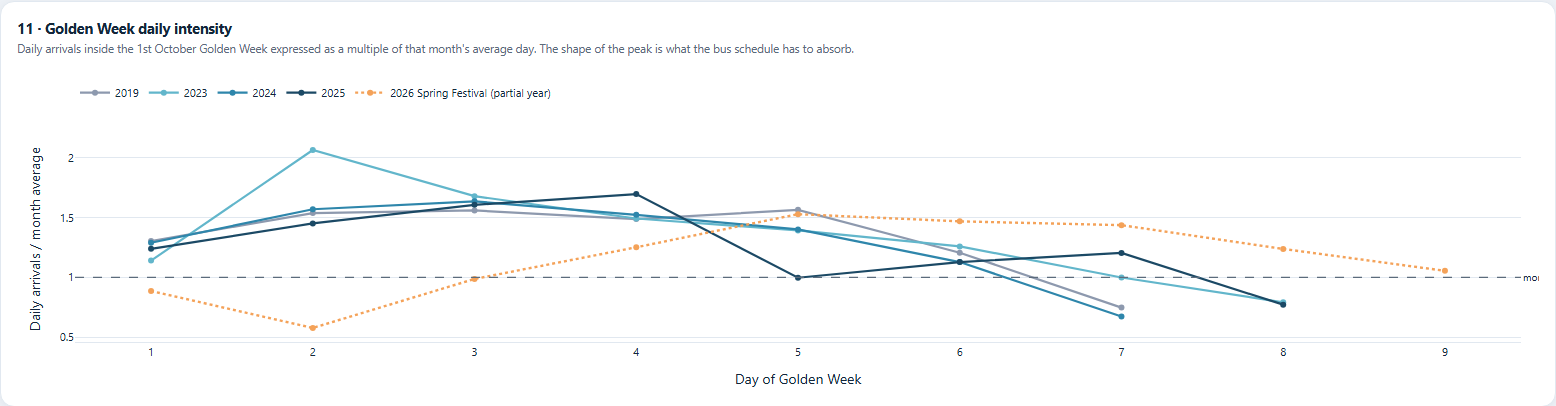 11 · Golden Week daily intensity
Daily arrivals inside the 1st October Golden Week expressed as a multiple of that month's average day. The shape of the peak is what the bus schedule has to absorb.
2019 2023 2024 2025 2026 Spring Festival (partial year)
Daily arrivals / month average
2
1.5
1
mo
0.5
1 2 3 4 5 6 7 8 9
Day of Golden Week